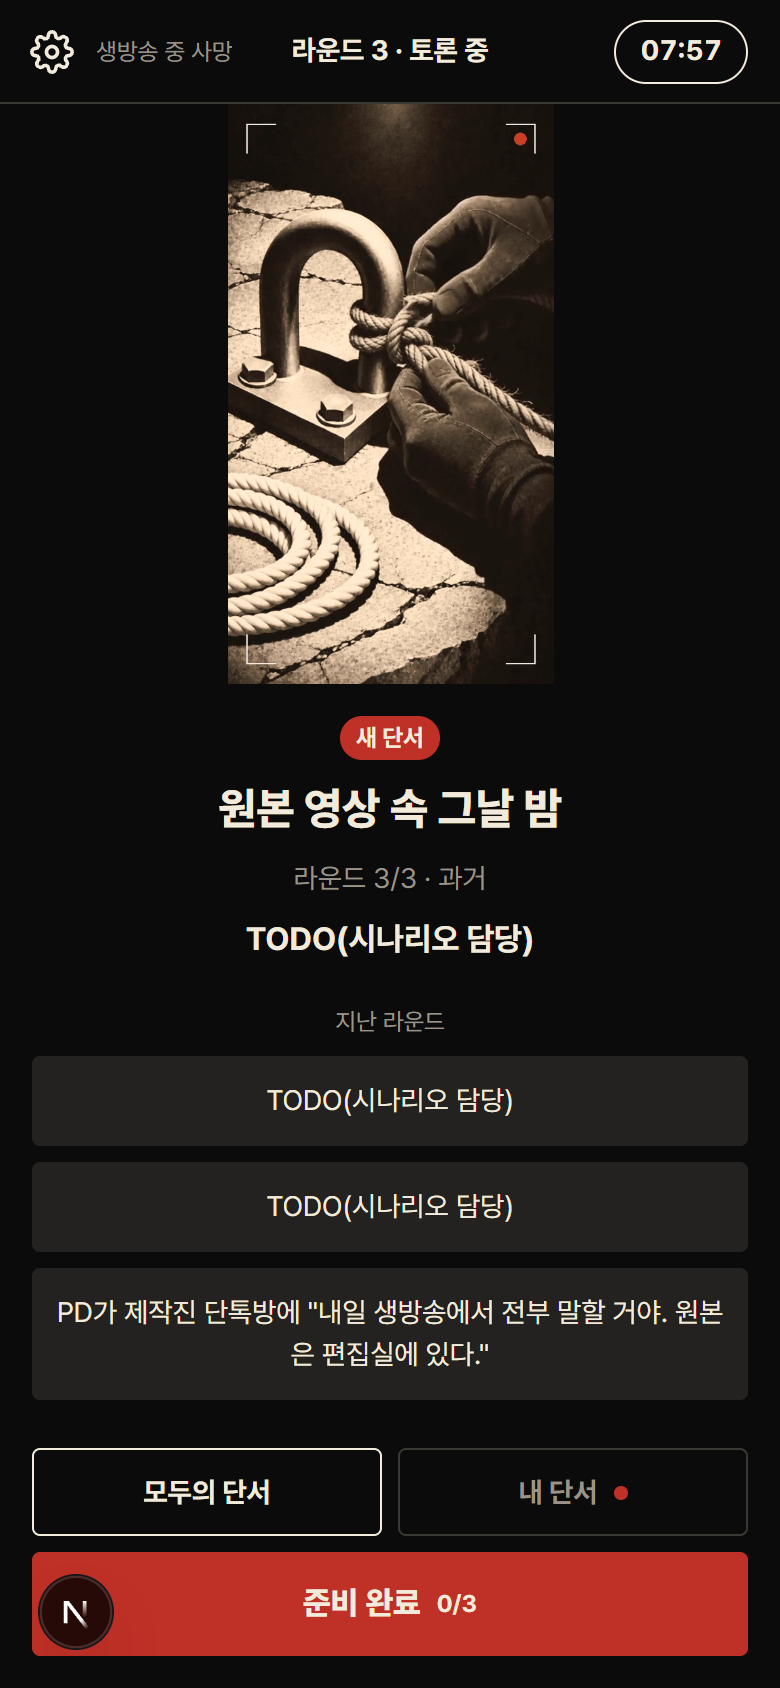 생방송 중 사망
라운드 3 · 토론 중
07:57
새 단서
원본 영상 속 그날 밤
라운드 3/3 · 과거
TODO(시나리오 담당)
지난 라운드
TODO(시나리오 담당)
TODO(시나리오 담당)
PD가 제작진 단톡방에 "내일 생방송에서 전부 말할 거야. 원본
은 편집실에 있다."
모두의 단서
내 단서
준비 완료 0/3
N